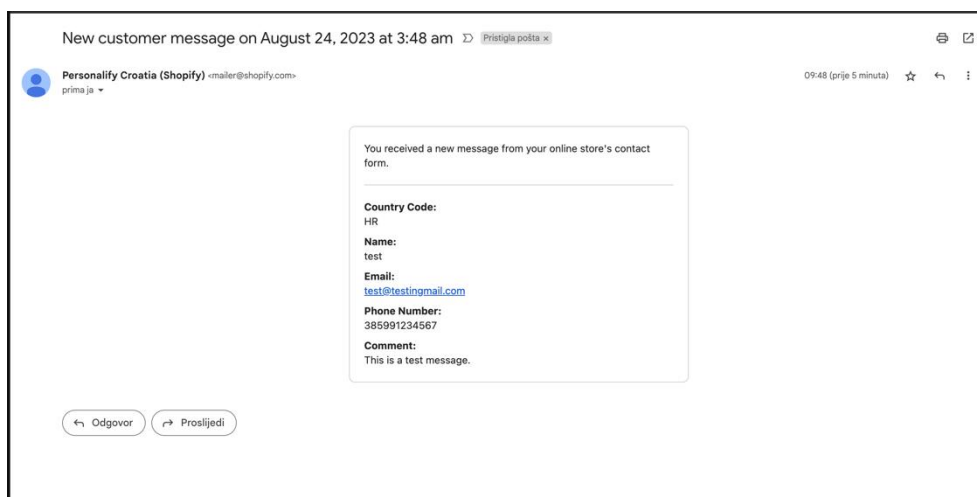 New customer message on August 24, 2023 at 3:48 am Pristigla pošta ×
Personalify Croatia (Shopify) <mailer@shopify.com>
09:48 (prije 5 minuta)
prima ja
You received a new message from your online store's contact
form.
Country Code:
HR
Name:
test
Email:
test@testingmail.com
Phone Number:
385991234567
Comment:
This is a test message.
Odgovor
Proslijedi